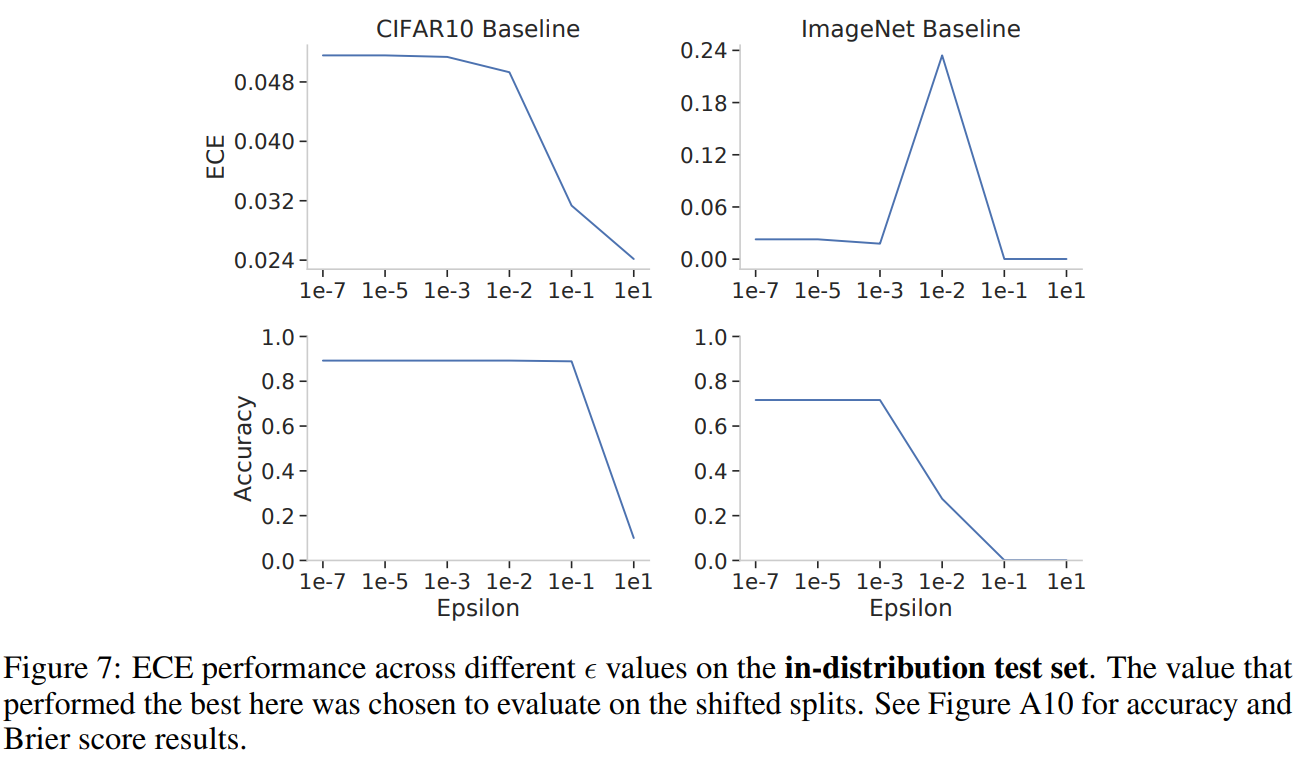 CIFAR10 Baseline
ECE
0.048
0.040
0.032
0.024
1e-7 1e-5 1e-3 1e-2 1e-1 1e1
ImageNet Baseline
0.24
0.18
0.12
0.06
0.00
1e-7 1e-5 1e-3 1e-2 1e-1 1e1
Accuracy
1.0
0.8
0.6
0.4
0.2
0.0
1e-7 1e-5 1e-3 1e-2 1e-1 1e1
Epsilon
1.0
0.8
0.6
0.4
0.2
0.0
1e-7 1e-5 1e-3 1e-2 1e-1 1e1
Epsilon
Figure 7: ECE performance across different ϵ values on the in-distribution test set. The value that
performed the best here was chosen to evaluate on the shifted splits. See Figure A10 for accuracy and
Brier score results.